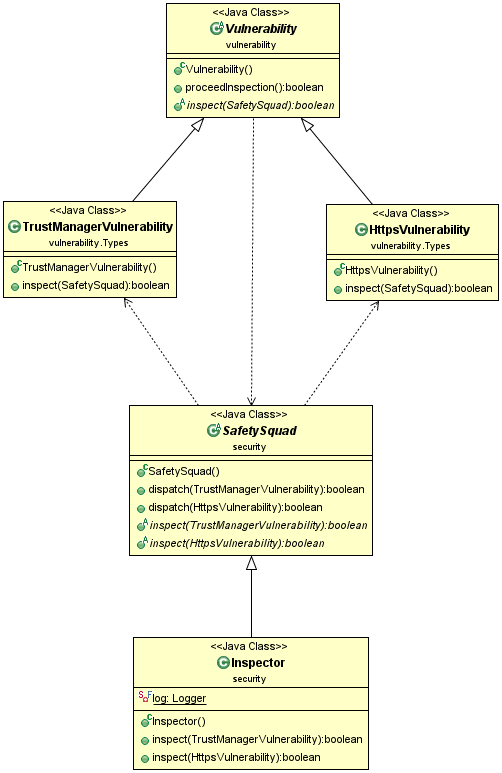 <<Java Class>>
Vulnerability
vulnerability
Vulnerability()
proceedInspection():boolean
inspect(SafetySquad):boolean
<<Java Class>>
TrustManagerVulnerability
vulnerability.Types
TrustManagerVulnerability()
inspect(SafetySquad):boolean
<<Java Class>>
HttpsVulnerability
vulnerability.Types
HttpsVulnerability()
inspect(SafetySquad):boolean
<<Java Class>>
SafetySquad
security
SafetySquad()
dispatch(TrustManagerVulnerability):boolean
dispatch(HttpsVulnerability):boolean
inspect(TrustManagerVulnerability):boolean
inspect(HttpsVulnerability):boolean
<<Java Class>>
Inspector
security
log: Logger
Inspector()
inspect(TrustManagerVulnerability):boolean
inspect(HttpsVulnerability):boolean